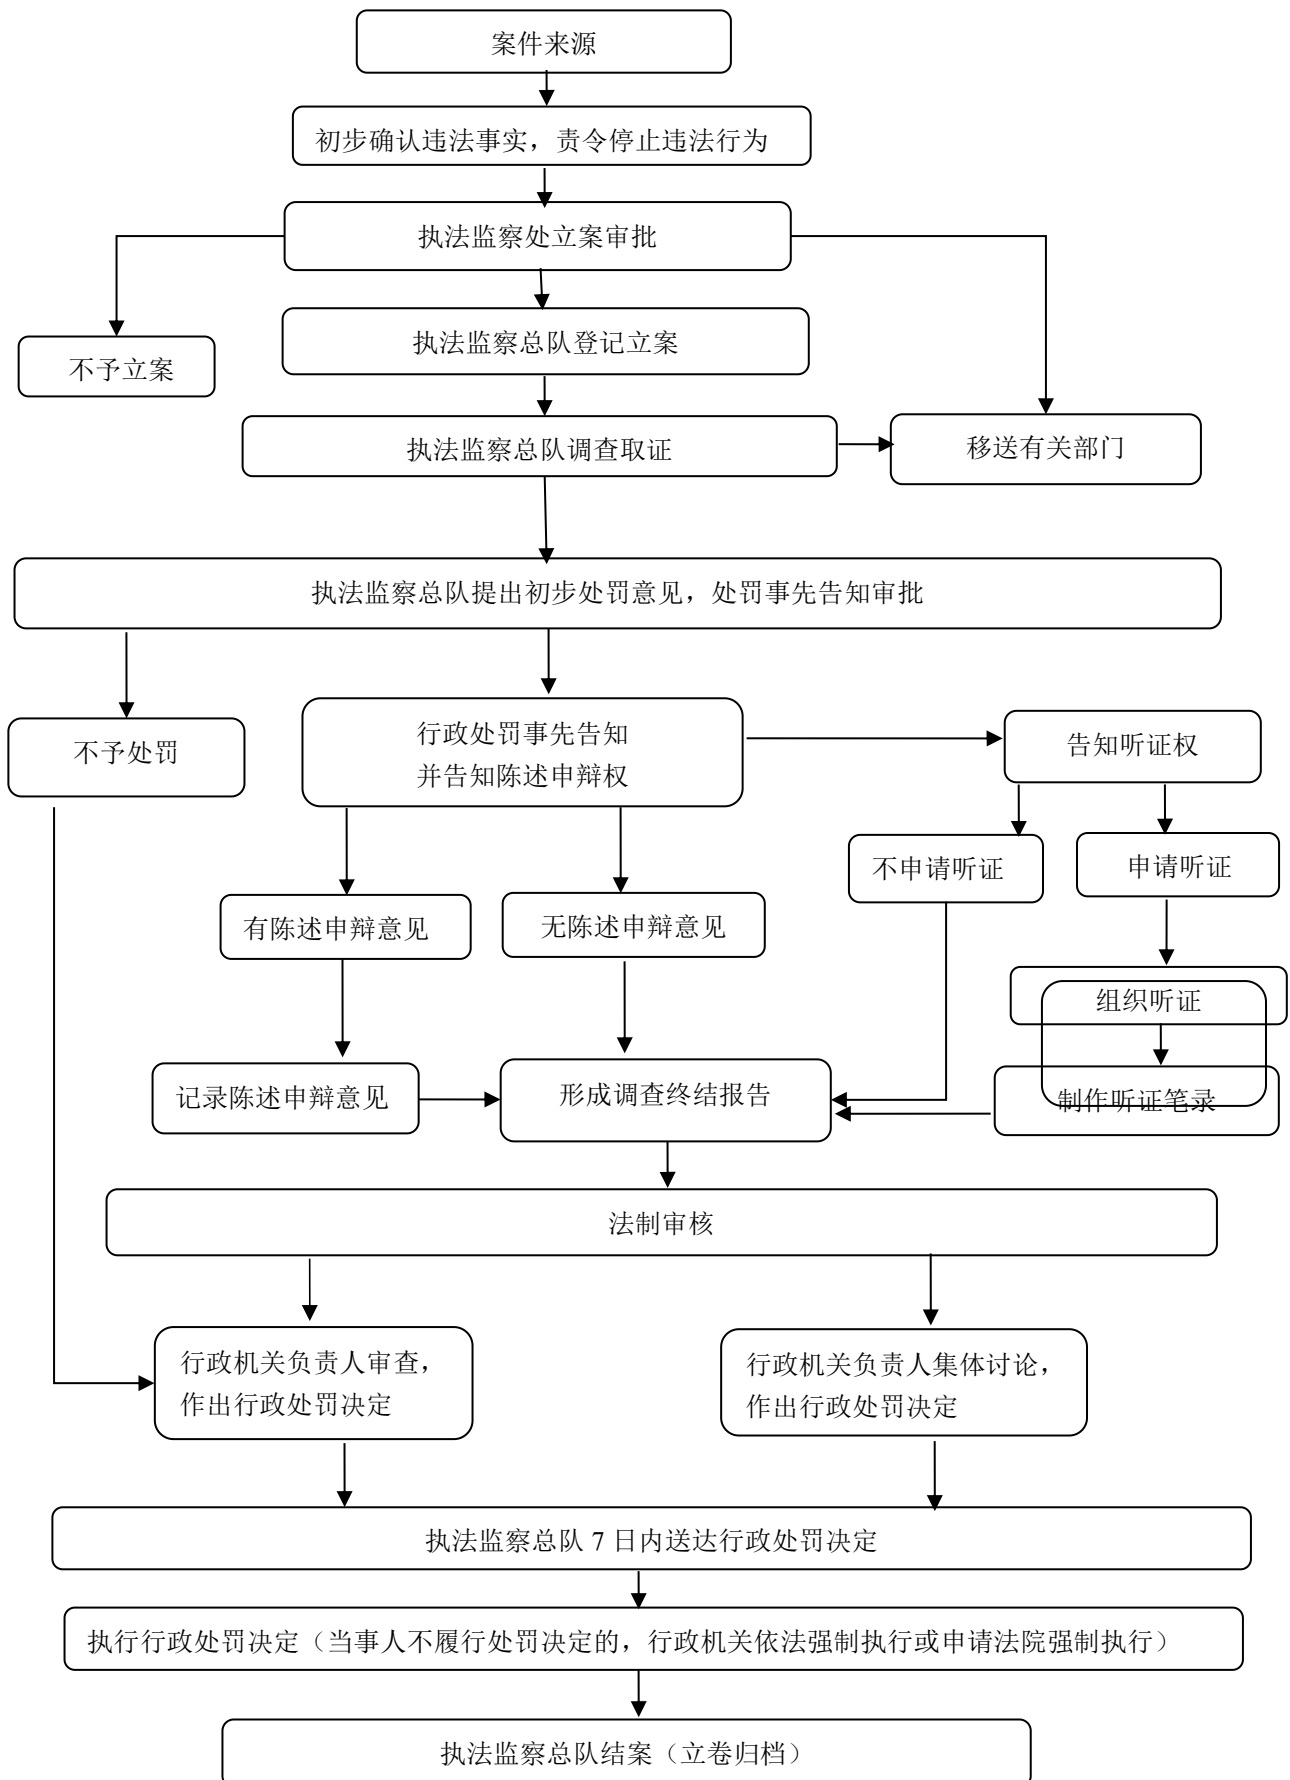 案件来源
初步确认违法事实，责令停止违法行为
执法监察处立案审批
执法监察总队登记立案
不予立案
执法监察总队调查取证
移送有关部门
执法监察总队提出初步处罚意见，处罚事先告知审批
不予处罚
行政处罚事先告知
并告知陈述申辩权
告知听证权
不申请听证
申请听证
有陈述申辩意见
无陈述申辩意见
组织听证
记录陈述申辩意见
形成调查终结报告
制作听证笔录
法制审核
行政机关负责人审查，
作出行政处罚决定
行政机关负责人集体讨论，
作出行政处罚决定
执法监察总队 7 日内送达行政处罚决定
执行行政处罚决定（当事人不履行处罚决定的，行政机关依法强制执行或申请法院强制执行）
执法监察总队结案（立卷归档）